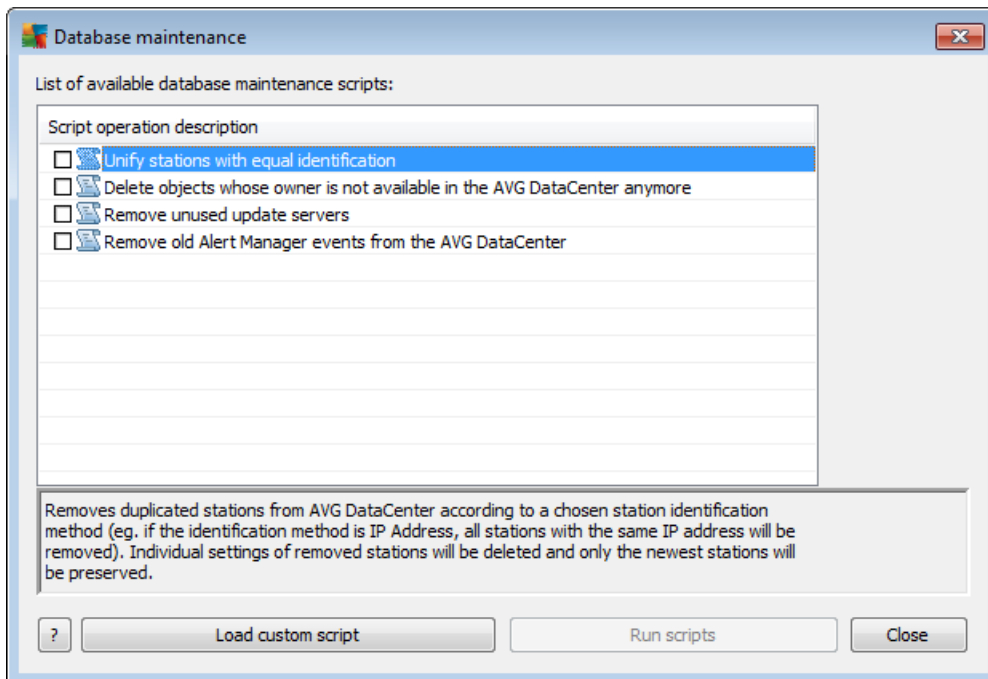 Database maintenance
List of available database maintenance scripts:
Script operation description
Unify stations with equal identification
Delete objects whose owner is not available in the AVG DataCenter anymore
Remove unused update servers
Remove old Alert Manager events from the AVG DataCenter
Removes duplicated stations from AVG DataCenter according to a chosen station identification
method (eg. if the identification method is IP Address, all stations with the same IP address will be
removed). Individual settings of removed stations will be deleted and only the newest stations will
be preserved.
? Load custom script Run scripts Close